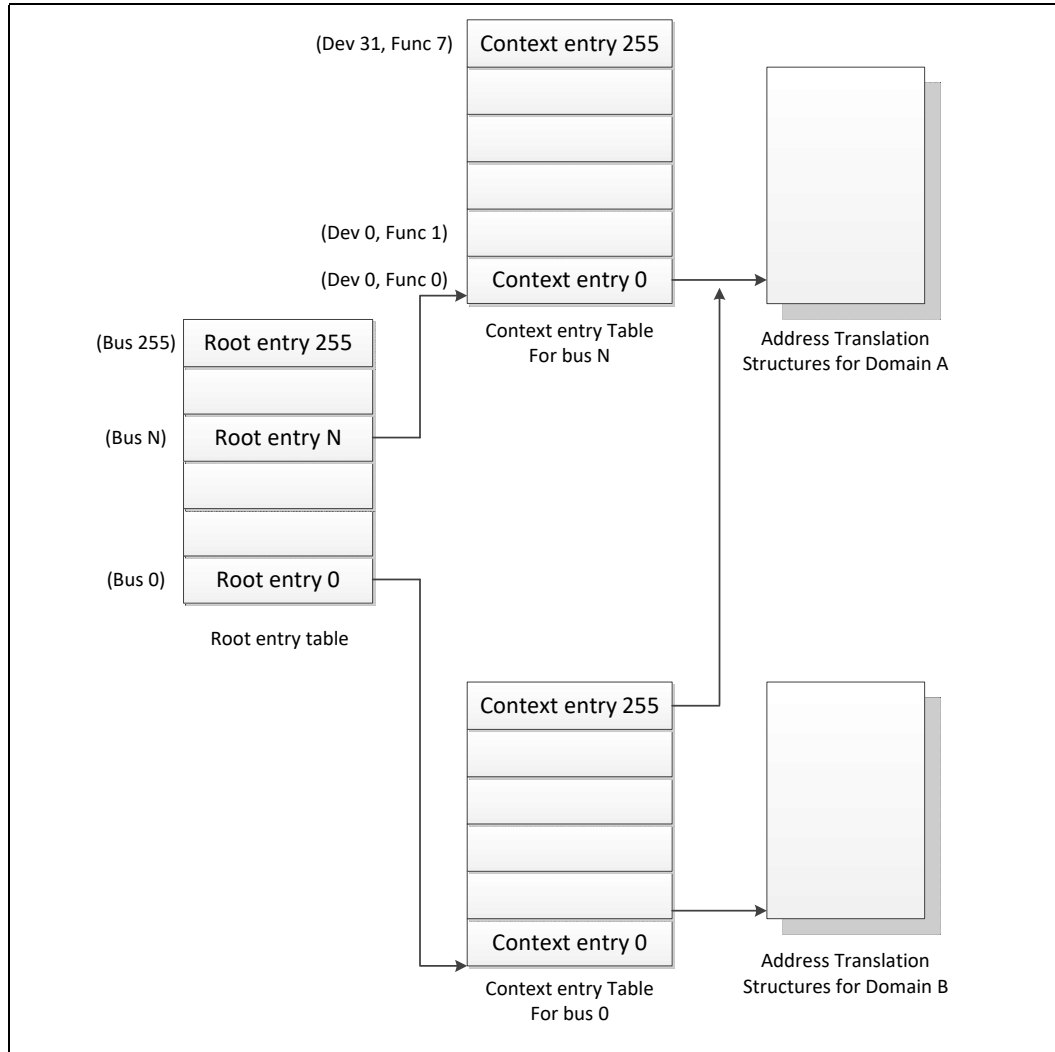 (Dev 31, Func 7)
Context entry 255
(Dev 0, Func 1)
(Dev 0, Func 0)
Context entry 0
Context entry Table
For bus N
Address Translation
Structures for Domain A
(Bus 255)
Root entry 255
(Bus N)
Root entry N
(Bus 0)
Root entry 0
Root entry table
Context entry 255
Context entry 0
Context entry Table
For bus 0
Address Translation
Structures for Domain B